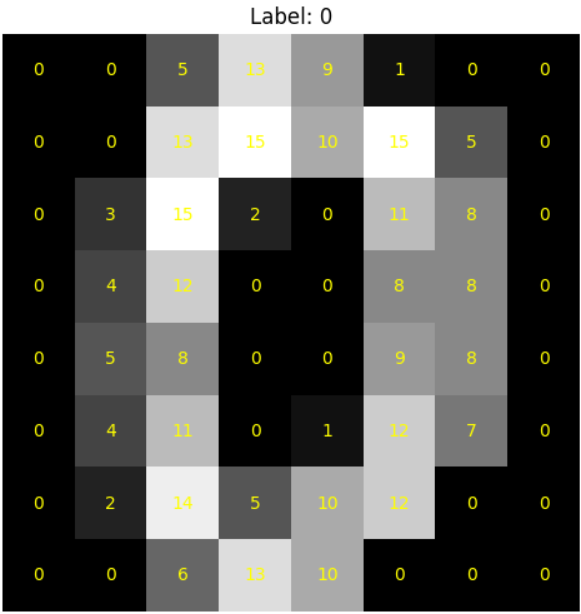 Label: 0
0 0 5 13 9 1 0 0
0 0 13 15 10 15 5 0
0 3 15 2 0 11 8 0
0 4 12 0 0 8 8 0
0 5 8 0 0 9 8 0
0 4 11 0 1 12 7 0
0 2 14 5 10 12 0 0
0 0 6 13 10 0 0 0